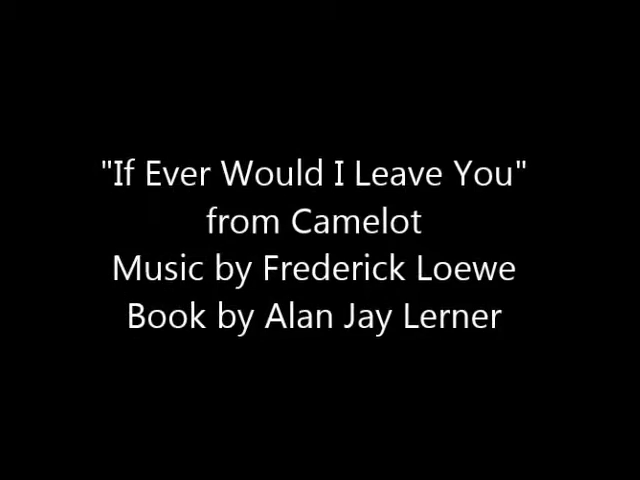 "If Ever Would I Leave You"
from Camelot
Music by Frederick Loewe
Book by Alan Jay Lerner